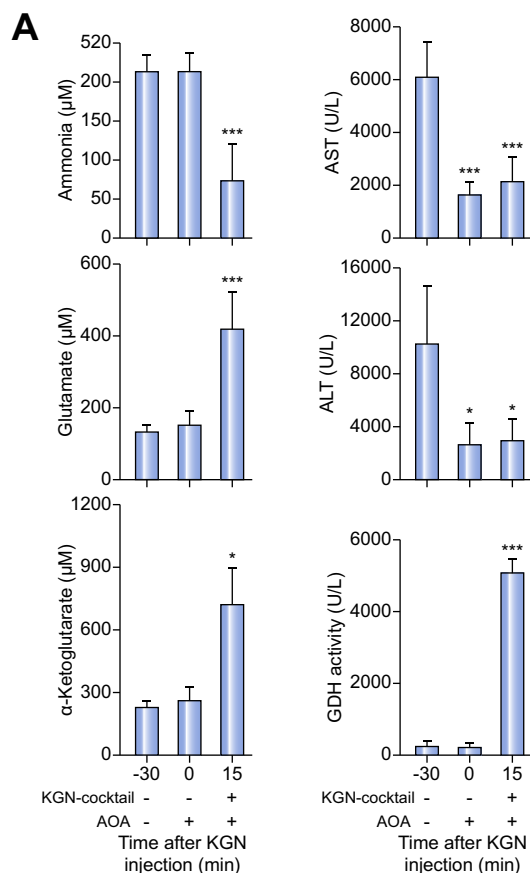 A
Ammonia (μM)
520
200
150
100
50
0
***
AST (U/L)
8000
6000
4000
2000
0
***
***
Glutamate (μM)
600
400
200
0
***
ALT (U/L)
16000
12000
8000
4000
0
*
*
α-Ketoglutarate (μM)
1200
900
600
300
0
*
GDH activity (U/L)
6000
4000
2000
0
***
-30 0 15
KGN-cocktail - - +
AOA - + +
Time after KGN
injection (min)
-30 0 15
- - +
- + +
Time after KGN
injection (min)